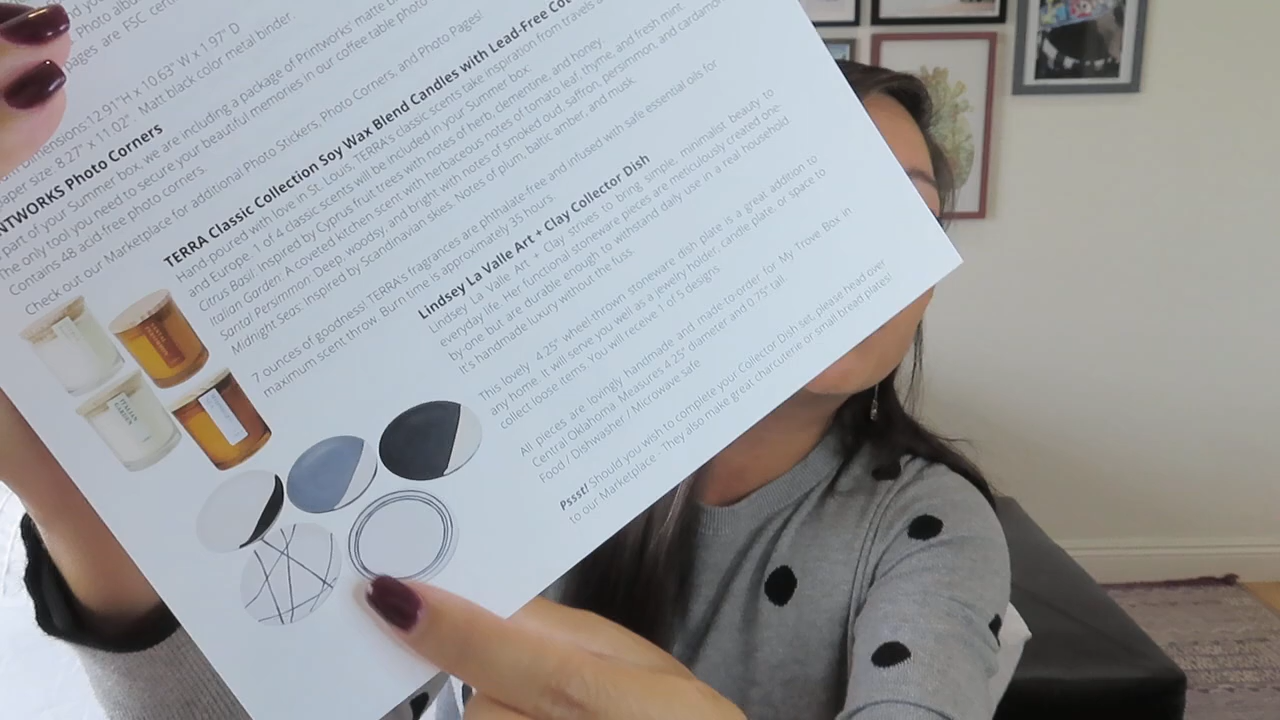 Dimensions: 12.91"H x 10.63" W x 1.97" D
paper size: 8.27" x 11.02". Matt black color metal binder.
NTWORKS Photo Corners
part of your Summer box, we are including a package of Printworks' matte
The only tool you need to secure your beautiful memories in our coffee table photo
Contains 48 acid-free photo corners.
Check out our Marketplace for additional Photo Stickers, Photo Corners, and Photo Pages!
TERRA Classic Collection Soy Wax Blend Candles with Lead-Free
Hand poured with love in St. Louis, TERRA's classic scents take inspiration from travels
and Europe. 1 of 4 classic scents will be included in your Summer box:
Citrus Basil: Inspired by Cyprus fruit trees with notes of herb, clementine, and honey
Italian Garden: A coveted kitchen scent with herbaceous notes of tomato leaf, thyme, and fresh mint.
Santal Persimmon: Deep, woodsy, and bright with notes of smoked oud, saffron, persimmon, and cardamom
Midnight Seas: Inspired by Scandinavian skies. Notes of plum, baltic amber, and musk.
7 ounces of goodness! TERRA's fragrances are phthalate-free and infused with safe essential oils for
maximum scent throw. Burn time is approximately 35 hours.
ITALIAN
GARDEN
Lindsey La Valle Art + Clay Collector Dish
Lindsey La Valle Art + Clay strives to bring simple, minimalist beauty to
everyday life. Her functional stoneware pieces are meticulously created one-
by-one but are durable enough to withstand daily use in a real household
It's handmade luxury without the fuss.
This lovely 4.25" wheel-thrown stoneware dish plate is a great addition to
any home. It will serve you well as a jewelry holder, candle plate, or space to
collect loose items. You will receive 1 of 5 designs
All pieces are lovingly handmade and made-to-order for My Trove Box in
Central Oklahoma. Measures 4.25" diameter and 0.75" tall
Food / Dishwasher / Microwave safe
Pssst! Should you wish to complete your Collector Dish set, please head over
to our Marketplace - They also make great charcuterie or small bread plates!